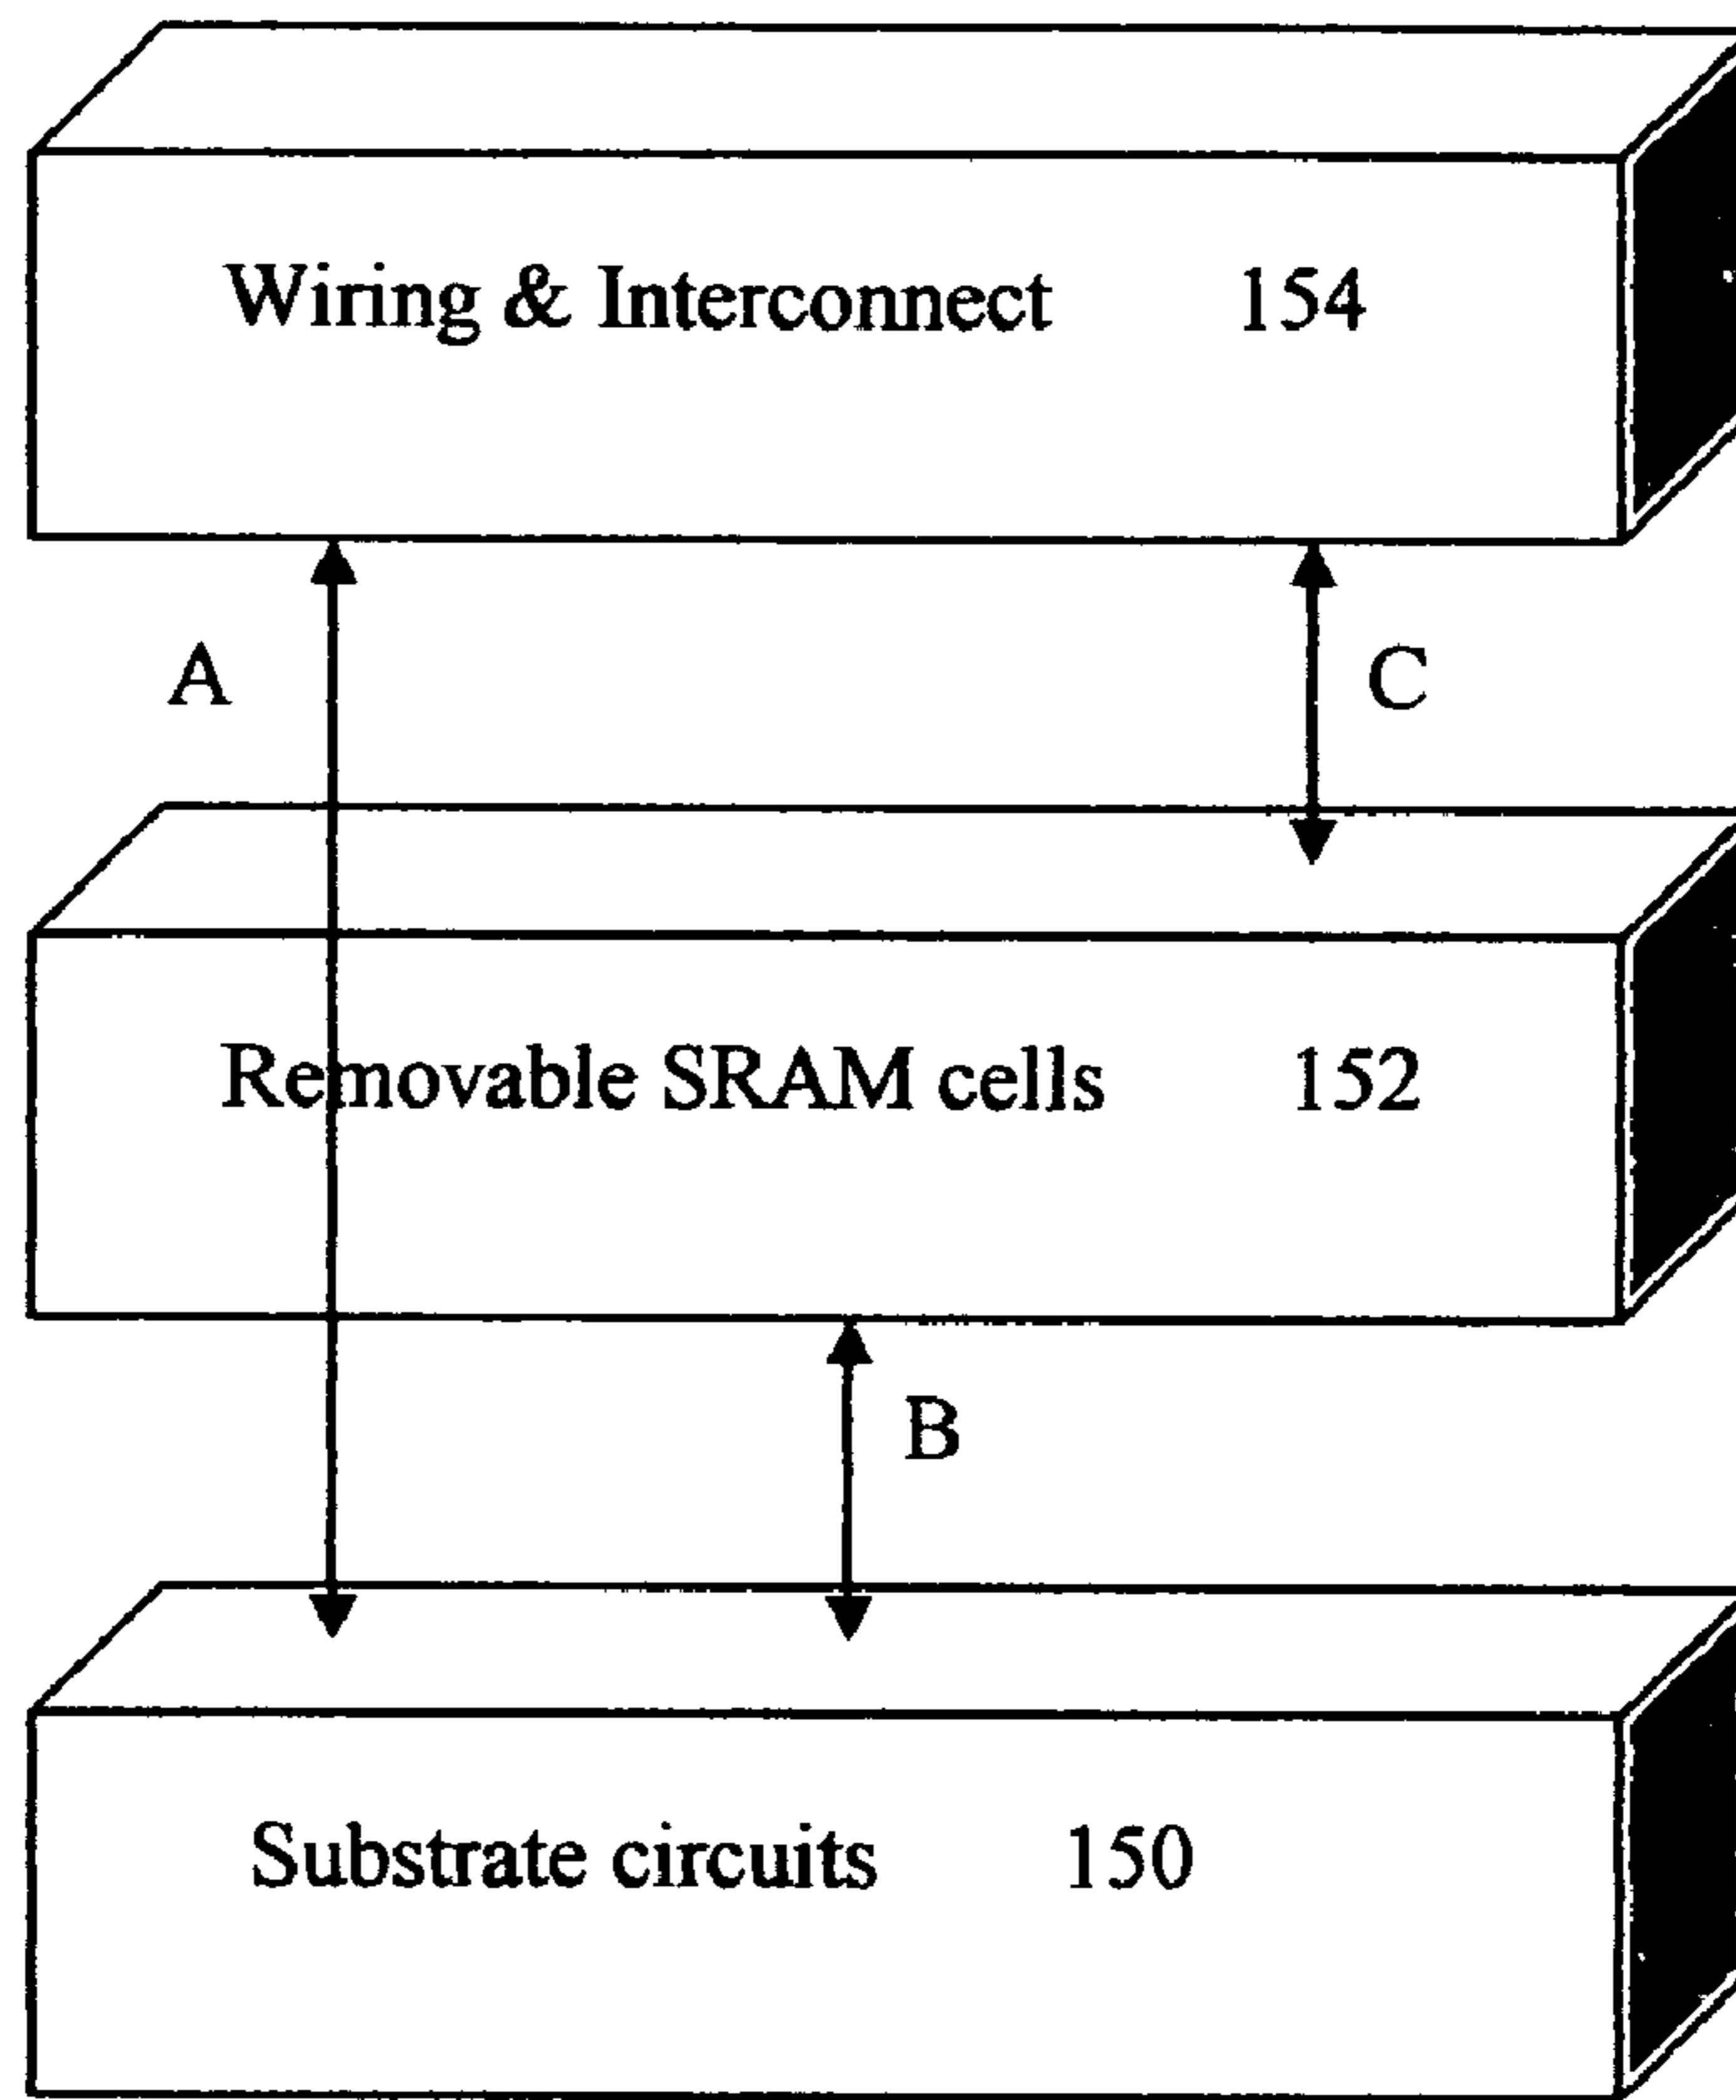 Wiring & Interconnect 154
A
C
Removable SRAM cells 152
B
Substrate circuits 150